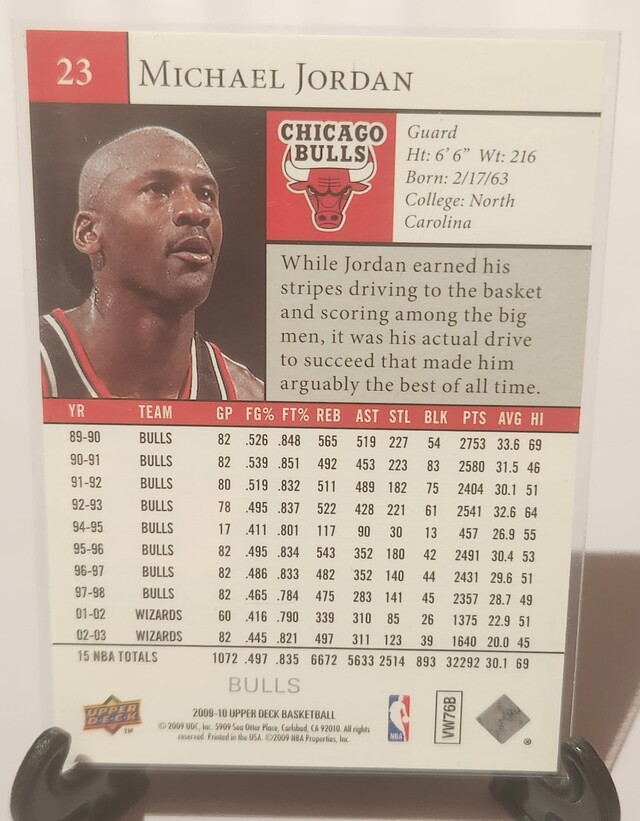 23 MICHAEL JORDAN
CHICAGO
BULLS
Guard
Ht: 6' 6" Wt: 216
Born: 2/17/63
College: North
Carolina
While Jordan earned his
stripes driving to the basket
and scoring among the big
men, it was his actual drive
to succeed that made him
arguably the best of all time.
YR TEAM GP FG% FT% REB AST STL BLK PTS AVG HI
89-90 BULLS 82 .526 .848 565 519 227 54 2753 33.6 69
90-91 BULLS 82 .539 .851 492 453 223 83 2580 31.5 46
91-92 BULLS 80 .519 .832 511 489 182 75 2404 30.1 51
92-93 BULLS 78 .495 .837 522 428 221 61 2541 32.6 64
94-95 BULLS 17 .411 .801 117 90 30 13 457 26.9 55
95-96 BULLS 82 .495 .834 543 352 180 42 2491 30.4 53
96-97 BULLS 82 .486 .833 482 352 140 44 2431 29.6 51
97-98 BULLS 82 .465 .784 475 283 141 45 2357 28.7 49
01-02 WIZARDS 60 .416 .790 339 310 85 26 1375 22.9 51
02-03 WIZARDS 82 .445 .821 497 311 123 39 1640 20.0 45
15 NBA TOTALS 1072 .497 .835 6672 5633 2514 893 32292 30.1 69
BULLS
UPPER
DECK
TM
2009-10 UPPER DECK BASKETBALL
© 2009 UDC, Inc. 5909 Sea Otter Place, Carlsbad, CA 92010. All rights
reserved. Printed in the USA. ©2009 NBA Properties, Inc.
NBA
VW76B
®